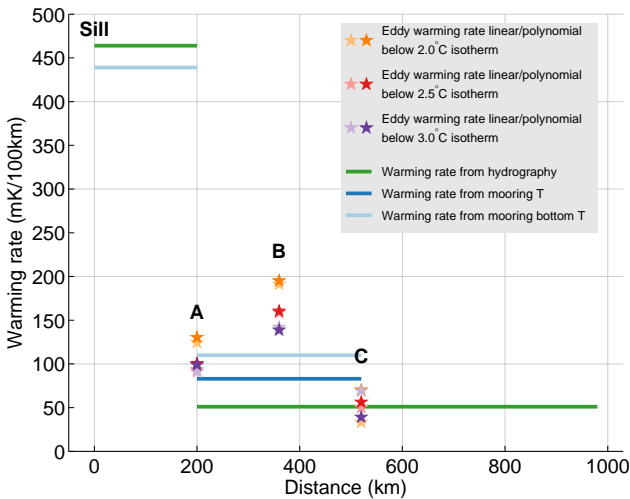 500
450
400
350
300
250
200
150
100
50
0
Warming rate (mK/100km)
Sill
A
B
C
Eddy warming rate linear/polynomial
below 2.0°C isotherm
Eddy warming rate linear/polynomial
below 2.5°C isotherm
Eddy warming rate linear/polynomial
below 3.0°C isotherm
Warming rate from hydrography
Warming rate from mooring T
Warming rate from mooring bottom T
0 200 400 600 800 1000
Distance (km)